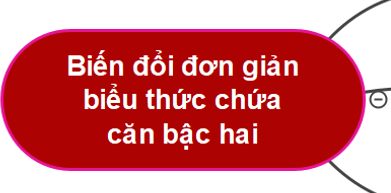 Biến đổi đơn giản
biểu thức chứa
căn bậc hai